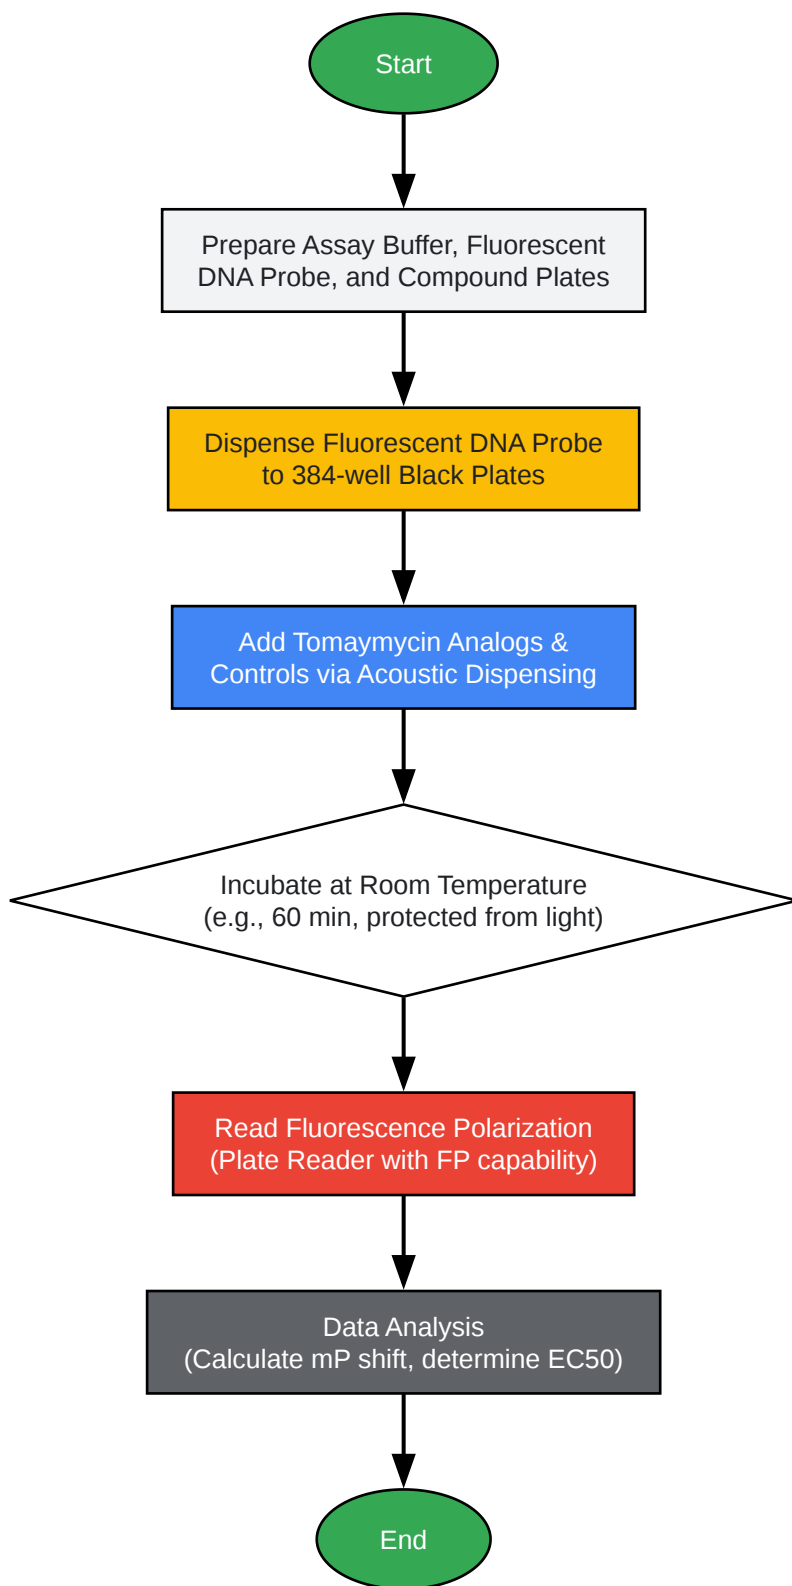 Start
Prepare Assay Buffer, Fluorescent
DNA Probe, and Compound Plates
Dispense Fluorescent DNA Probe
to 384-well Black Plates
Add Tomaymycin Analogs &
Controls via Acoustic Dispensing
Incubate at Room Temperature
(e.g., 60 min, protected from light)
Read Fluorescence Polarization
(Plate Reader with FP capability)
Data Analysis
(Calculate mP shift, determine EC50)
End